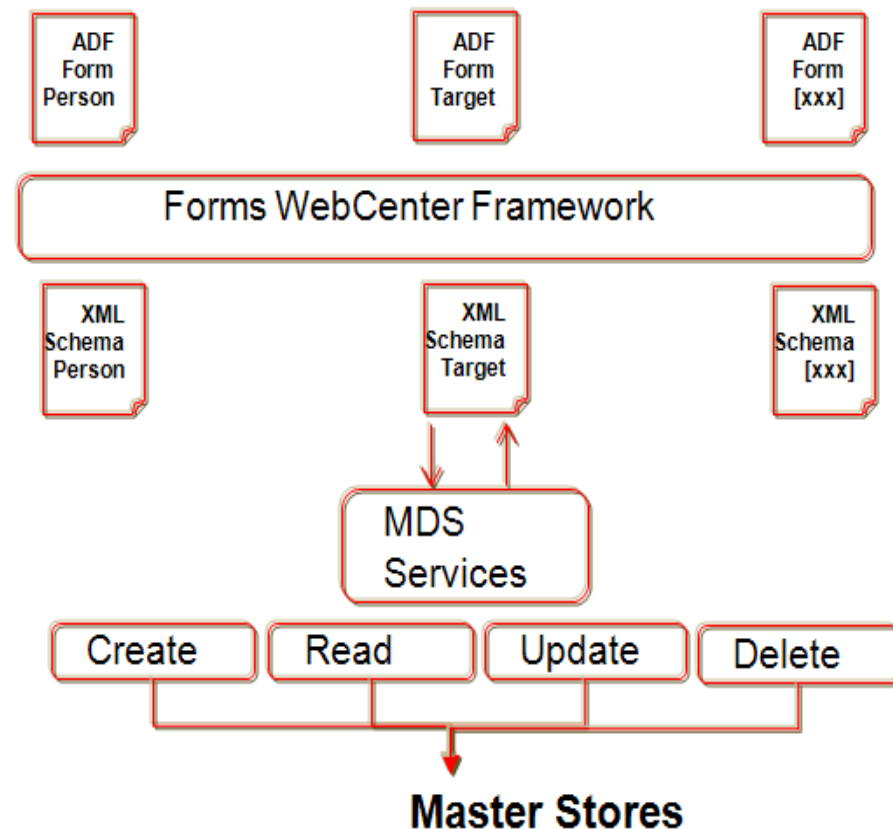 ADF
Form
Person
ADF
Form
Target
ADF
Form
[xxx]
Forms WebCenter Framework
XML
Schema
Person
XML
Schema
Target
XML
Schema
[xxx]
MDS
Services
Create
Read
Update
Delete
Master Stores